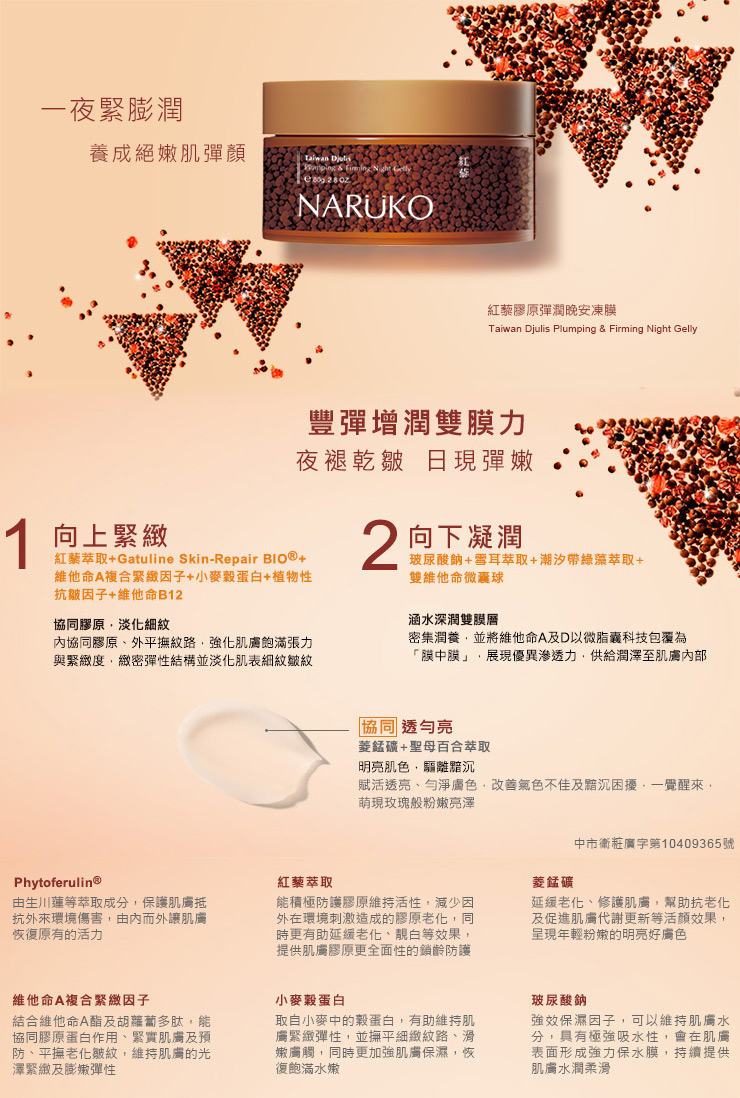 一夜緊膨潤
養成絕嫩肌彈顏
Taiwan Djulis
Plumping & Firming Night Gelly
℮ 80g 2.8 OZ.
紅藜
NARUKO
紅藜膠原彈潤晚安凍膜
Taiwan Djulis Plumping & Firming Night Gelly
豐彈增潤雙膜力
夜褪乾皺 日現彈嫩
1 向上緊緻
紅藜萃取+Gatuline Skin-Repair BIO®+
維他命A複合緊緻因子+小麥穀蛋白+植物性
抗皺因子+維他命B12
協同膠原．淡化細紋
內協同膠原、外平撫紋路．強化肌膚飽滿張力
與緊緻度．緻密彈性結構並淡化肌表細紋皺紋
2 向下凝潤
玻尿酸鈉+雪耳萃取+潮汐帶綠藻萃取+
雙維他命微囊球
涵水深潤雙膜層
密集潤養．並將維他命A及D以微脂囊科技包覆為
「膜中膜」．展現優異滲透力．供給潤澤至肌膚內部
協同 透勻亮
菱錳礦+聖母百合萃取
明亮肌色．驅離黯沉
賦活透亮、勻淨膚色．改善氣色不佳及黯沉困擾．一覺醒來．
萌現玫瑰般粉嫩亮澤
中市衛粧廣字第10409365號
Phytoferulin®
由生川蓮等萃取成分，保護肌膚抵
抗外來環境傷害，由內而外讓肌膚
恢復原有的活力
紅藜萃取
能積極防護膠原維持活性，減少因
外在環境刺激造成的膠原老化，同
時更有助延緩老化、靚白等效果，
提供肌膚膠原更全面性的鎖齡防護
菱錳礦
延緩老化、修護肌膚，幫助抗老化
及促進肌膚代謝更新等活顏效果，
呈現年輕粉嫩的明亮好膚色
維他命A複合緊緻因子
結合維他命A酯及胡蘿蔔多肽，能
協同膠原蛋白作用、緊實肌膚及預
防、平撫老化皺紋，維持肌膚的光
澤緊緻及膨嫩彈性
小麥穀蛋白
取自小麥中的穀蛋白，有助維持肌
膚緊緻彈性，並撫平細緻紋路、滑
嫩膚觸，同時更加強肌膚保濕，恢
復飽滿水嫩
玻尿酸鈉
強效保濕因子，可以維持肌膚水
分，具有極強吸水性，會在肌膚
表面形成強力保水膜，持續提供
肌膚水潤柔滑